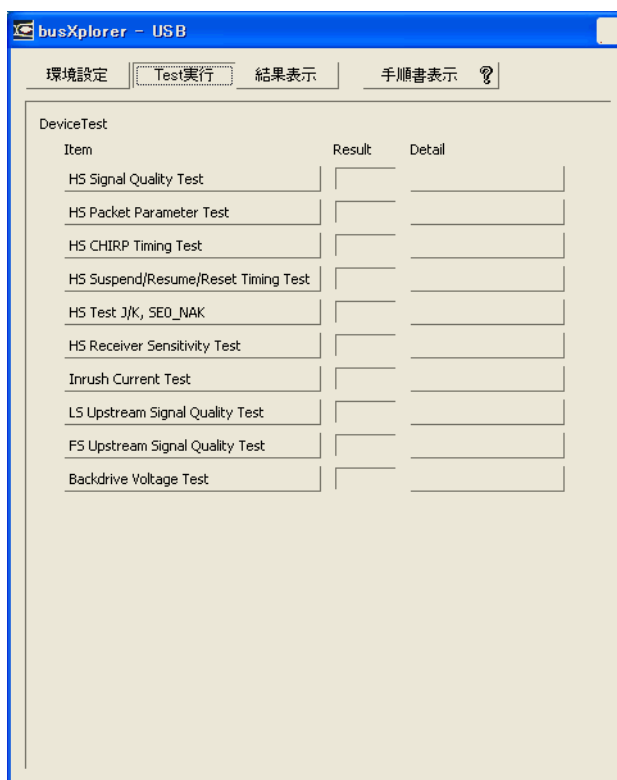 busXplorer - USB
環境設定 Test実行 結果表示 手順書表示 ?
DeviceTest
Item Result Detail
HS Signal Quality Test
HS Packet Parameter Test
HS CHIRP Timing Test
HS Suspend/Resume/Reset Timing Test
HS Test J/K, SE0_NAK
HS Receiver Sensitivity Test
Inrush Current Test
LS Upstream Signal Quality Test
FS Upstream Signal Quality Test
Backdrive Voltage Test